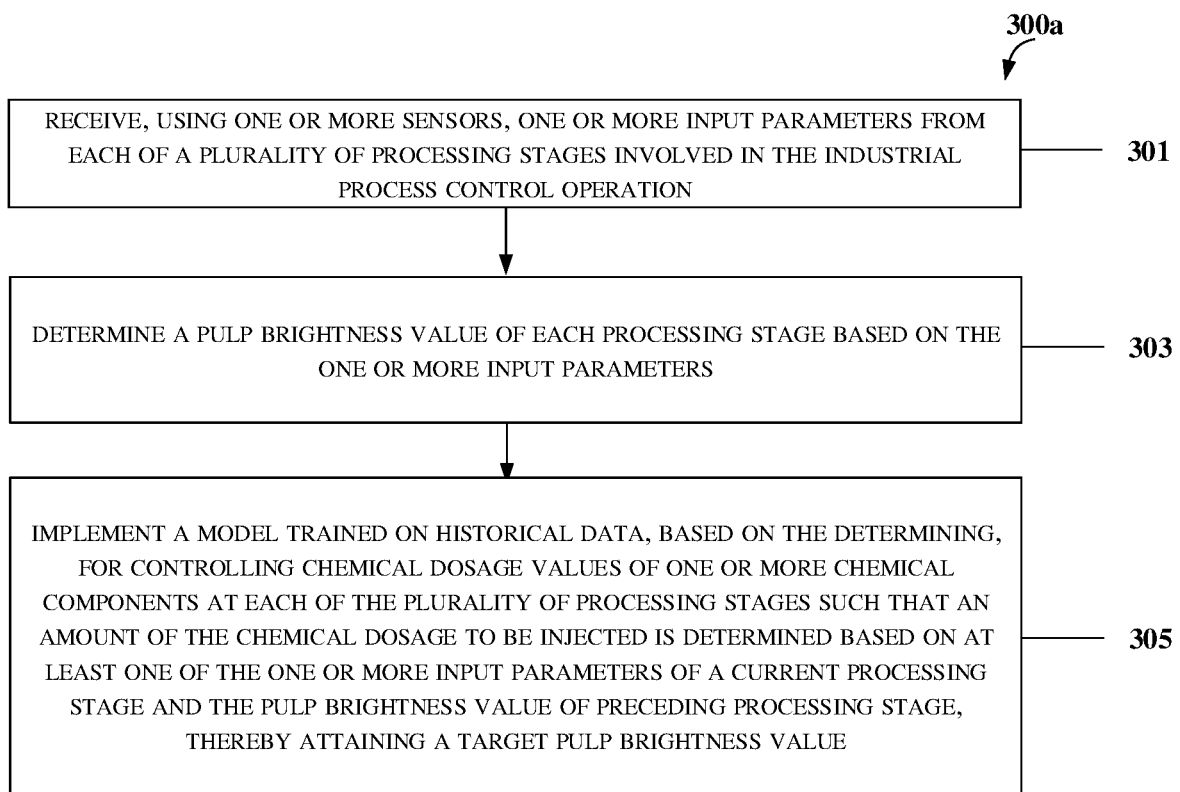 300a
RECEIVE, USING ONE OR MORE SENSORS, ONE OR MORE INPUT PARAMETERS FROM
EACH OF A PLURALITY OF PROCESSING STAGES INVOLVED IN THE INDUSTRIAL
PROCESS CONTROL OPERATION
301
DETERMINE A PULP BRIGHTNESS VALUE OF EACH PROCESSING STAGE BASED ON THE
ONE OR MORE INPUT PARAMETERS
303
IMPLEMENT A MODEL TRAINED ON HISTORICAL DATA, BASED ON THE DETERMINING,
FOR CONTROLLING CHEMICAL DOSAGE VALUES OF ONE OR MORE CHEMICAL
COMPONENTS AT EACH OF THE PLURALITY OF PROCESSING STAGES SUCH THAT AN
AMOUNT OF THE CHEMICAL DOSAGE TO BE INJECTED IS DETERMINED BASED ON AT
LEAST ONE OF THE ONE OR MORE INPUT PARAMETERS OF A CURRENT PROCESSING
STAGE AND THE PULP BRIGHTNESS VALUE OF PRECEDING PROCESSING STAGE,
THEREBY ATTAINING A TARGET PULP BRIGHTNESS VALUE
305